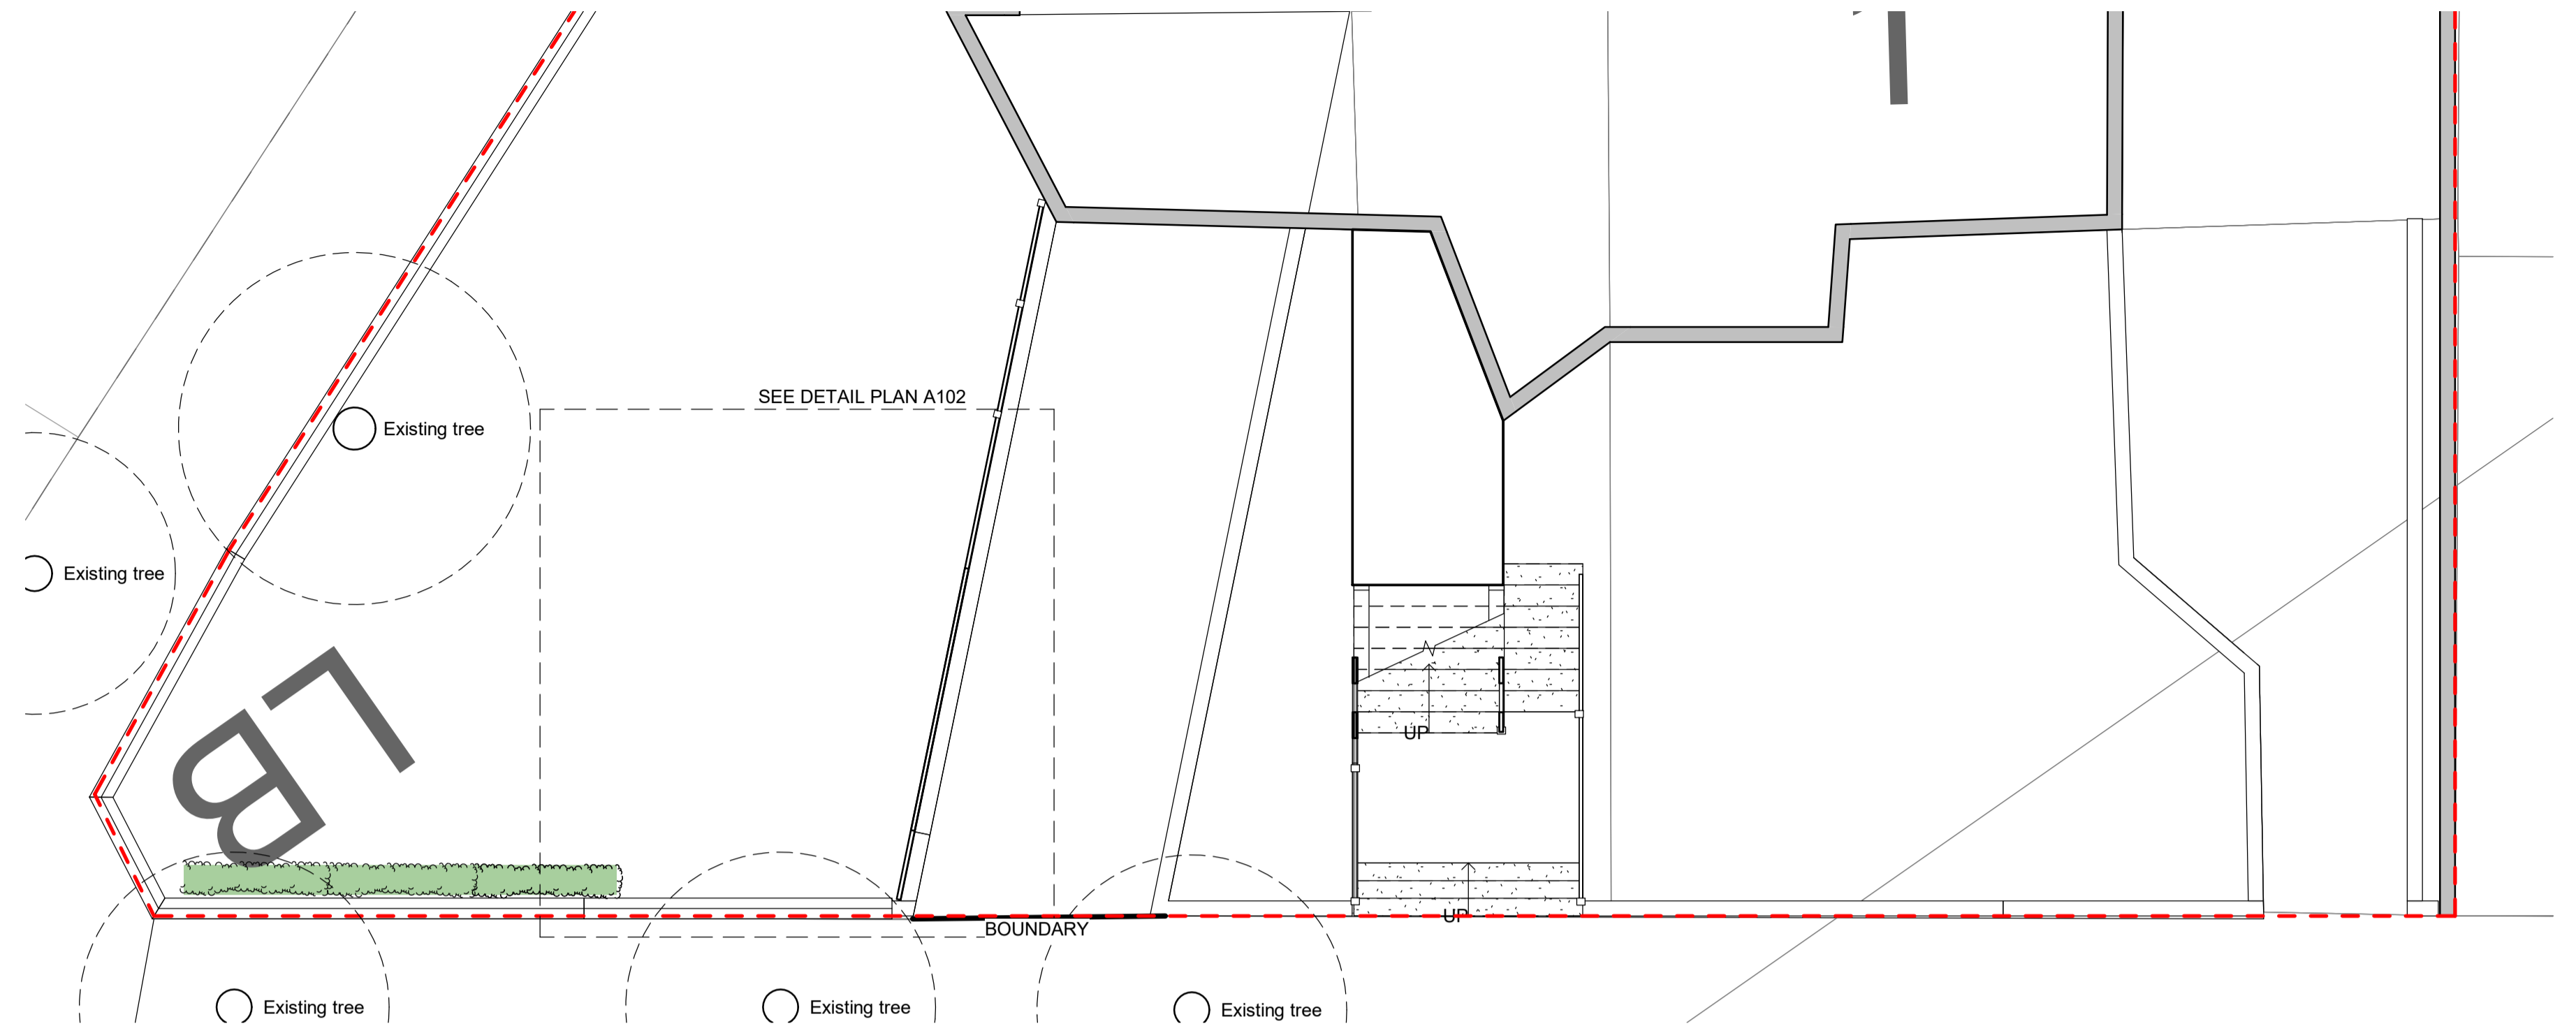 SEE DETAIL PLAN A102
Existing tree
Existing tree
LB
UP
UP
BOUNDARY
Existing tree
Existing tree
Existing tree